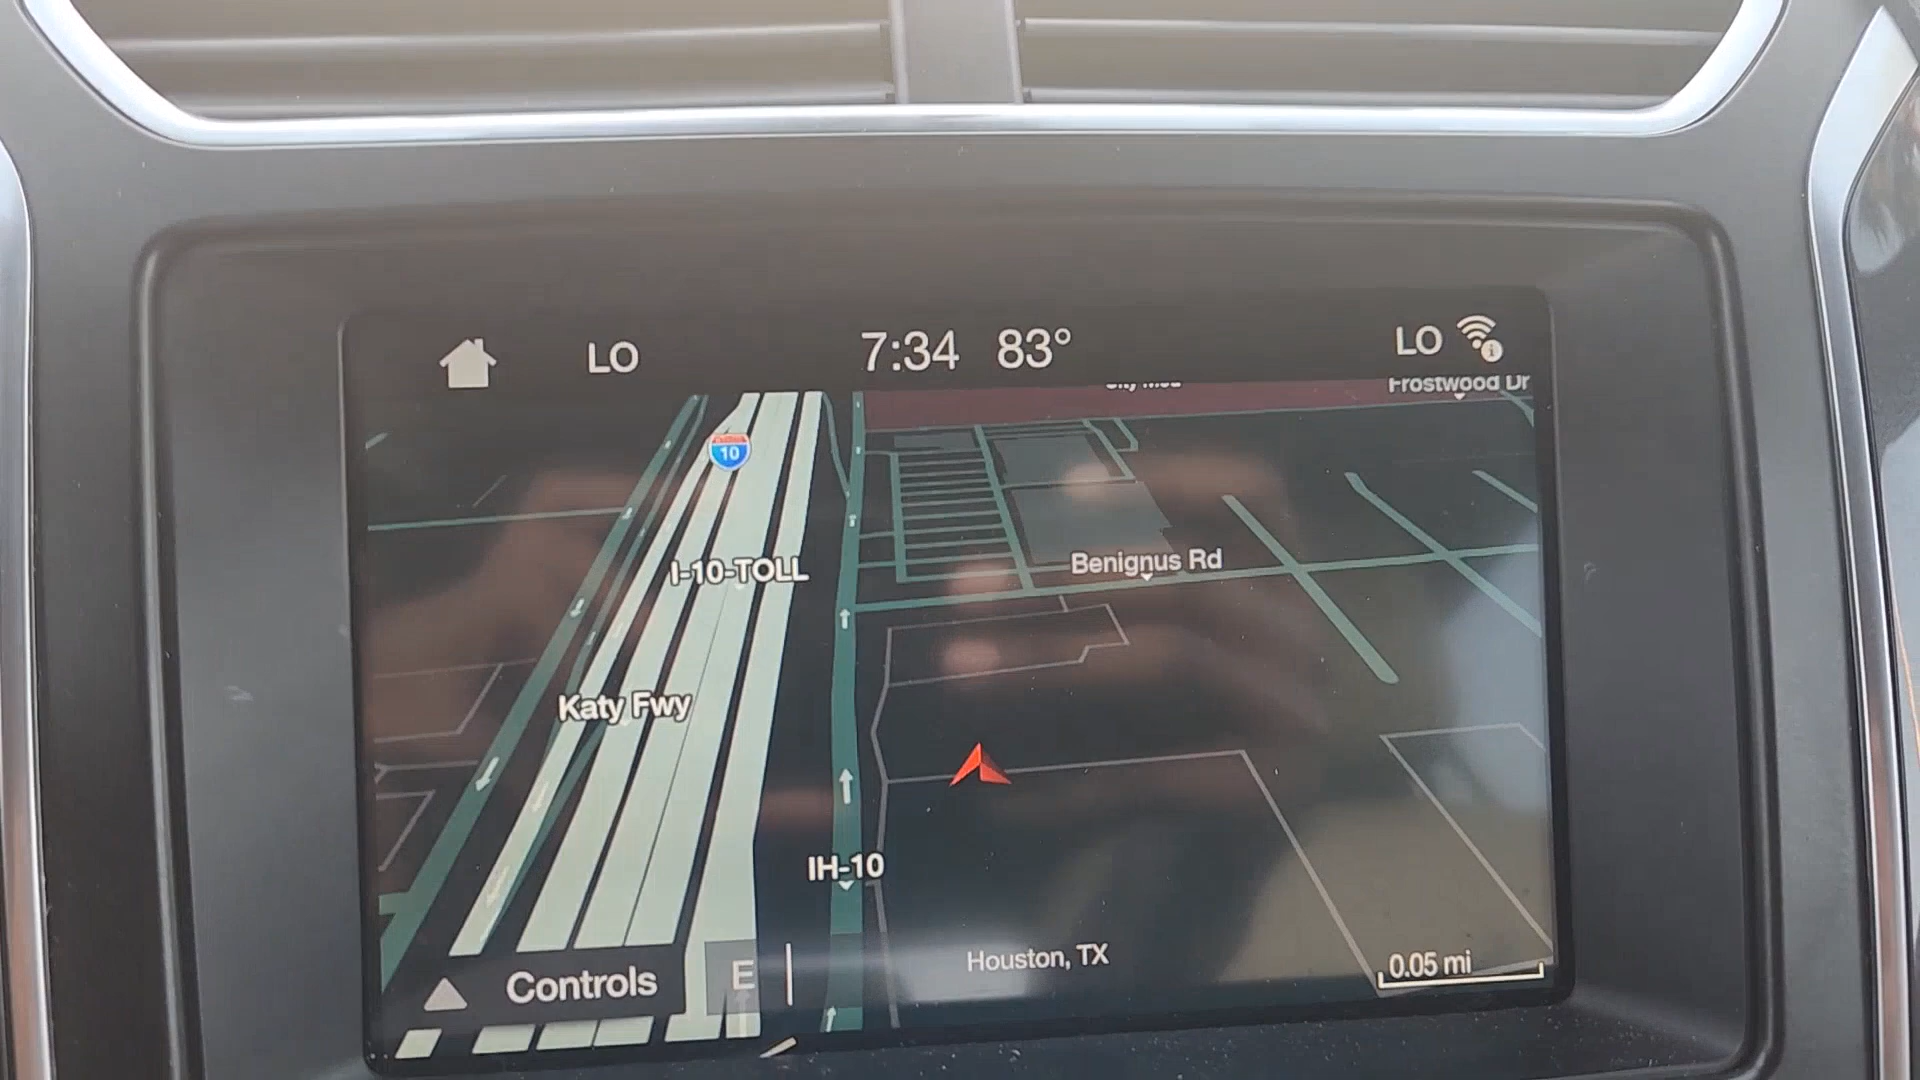 LO 7:34 83° LO
Frostwood Dr
10
I-10-TOLL
Benignus Rd
Katy Fwy
IH-10
Houston, TX
0.05 mi
Controls
E